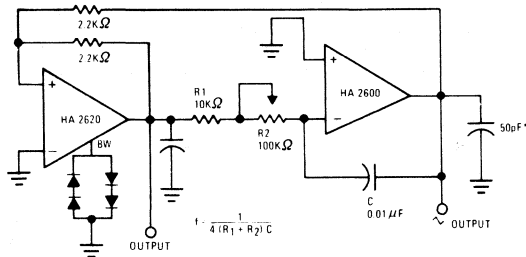 2.2KΩ
2.2KΩ
+
HA 2620
−
BW
R1
10KΩ
R2
100KΩ
+
HA 2600
−
50pF*
C
0.01μF
OUTPUT
f - 1
4 (R1 + R2) C
~ OUTPUT